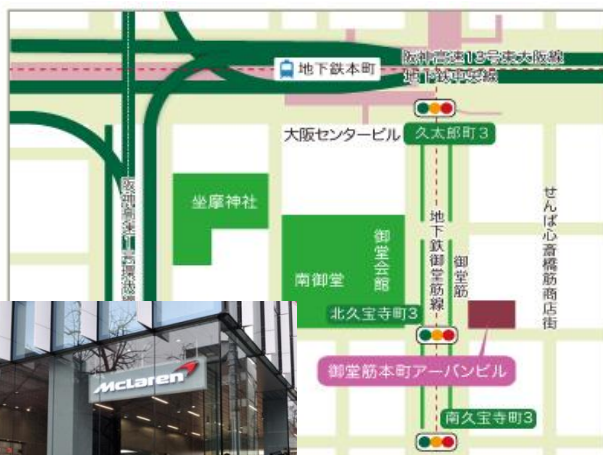 阪神高速13号東大阪線
地下鉄本町
地下鉄中央線
大阪センタービル
久太郎町3
坐摩神社
南御堂
御堂会館
地下鉄御堂筋線
御堂筋
せんば心斎橋筋商店街
北久宝寺町3
御堂筋本町アーバンビル
南久宝寺町3
McLaren